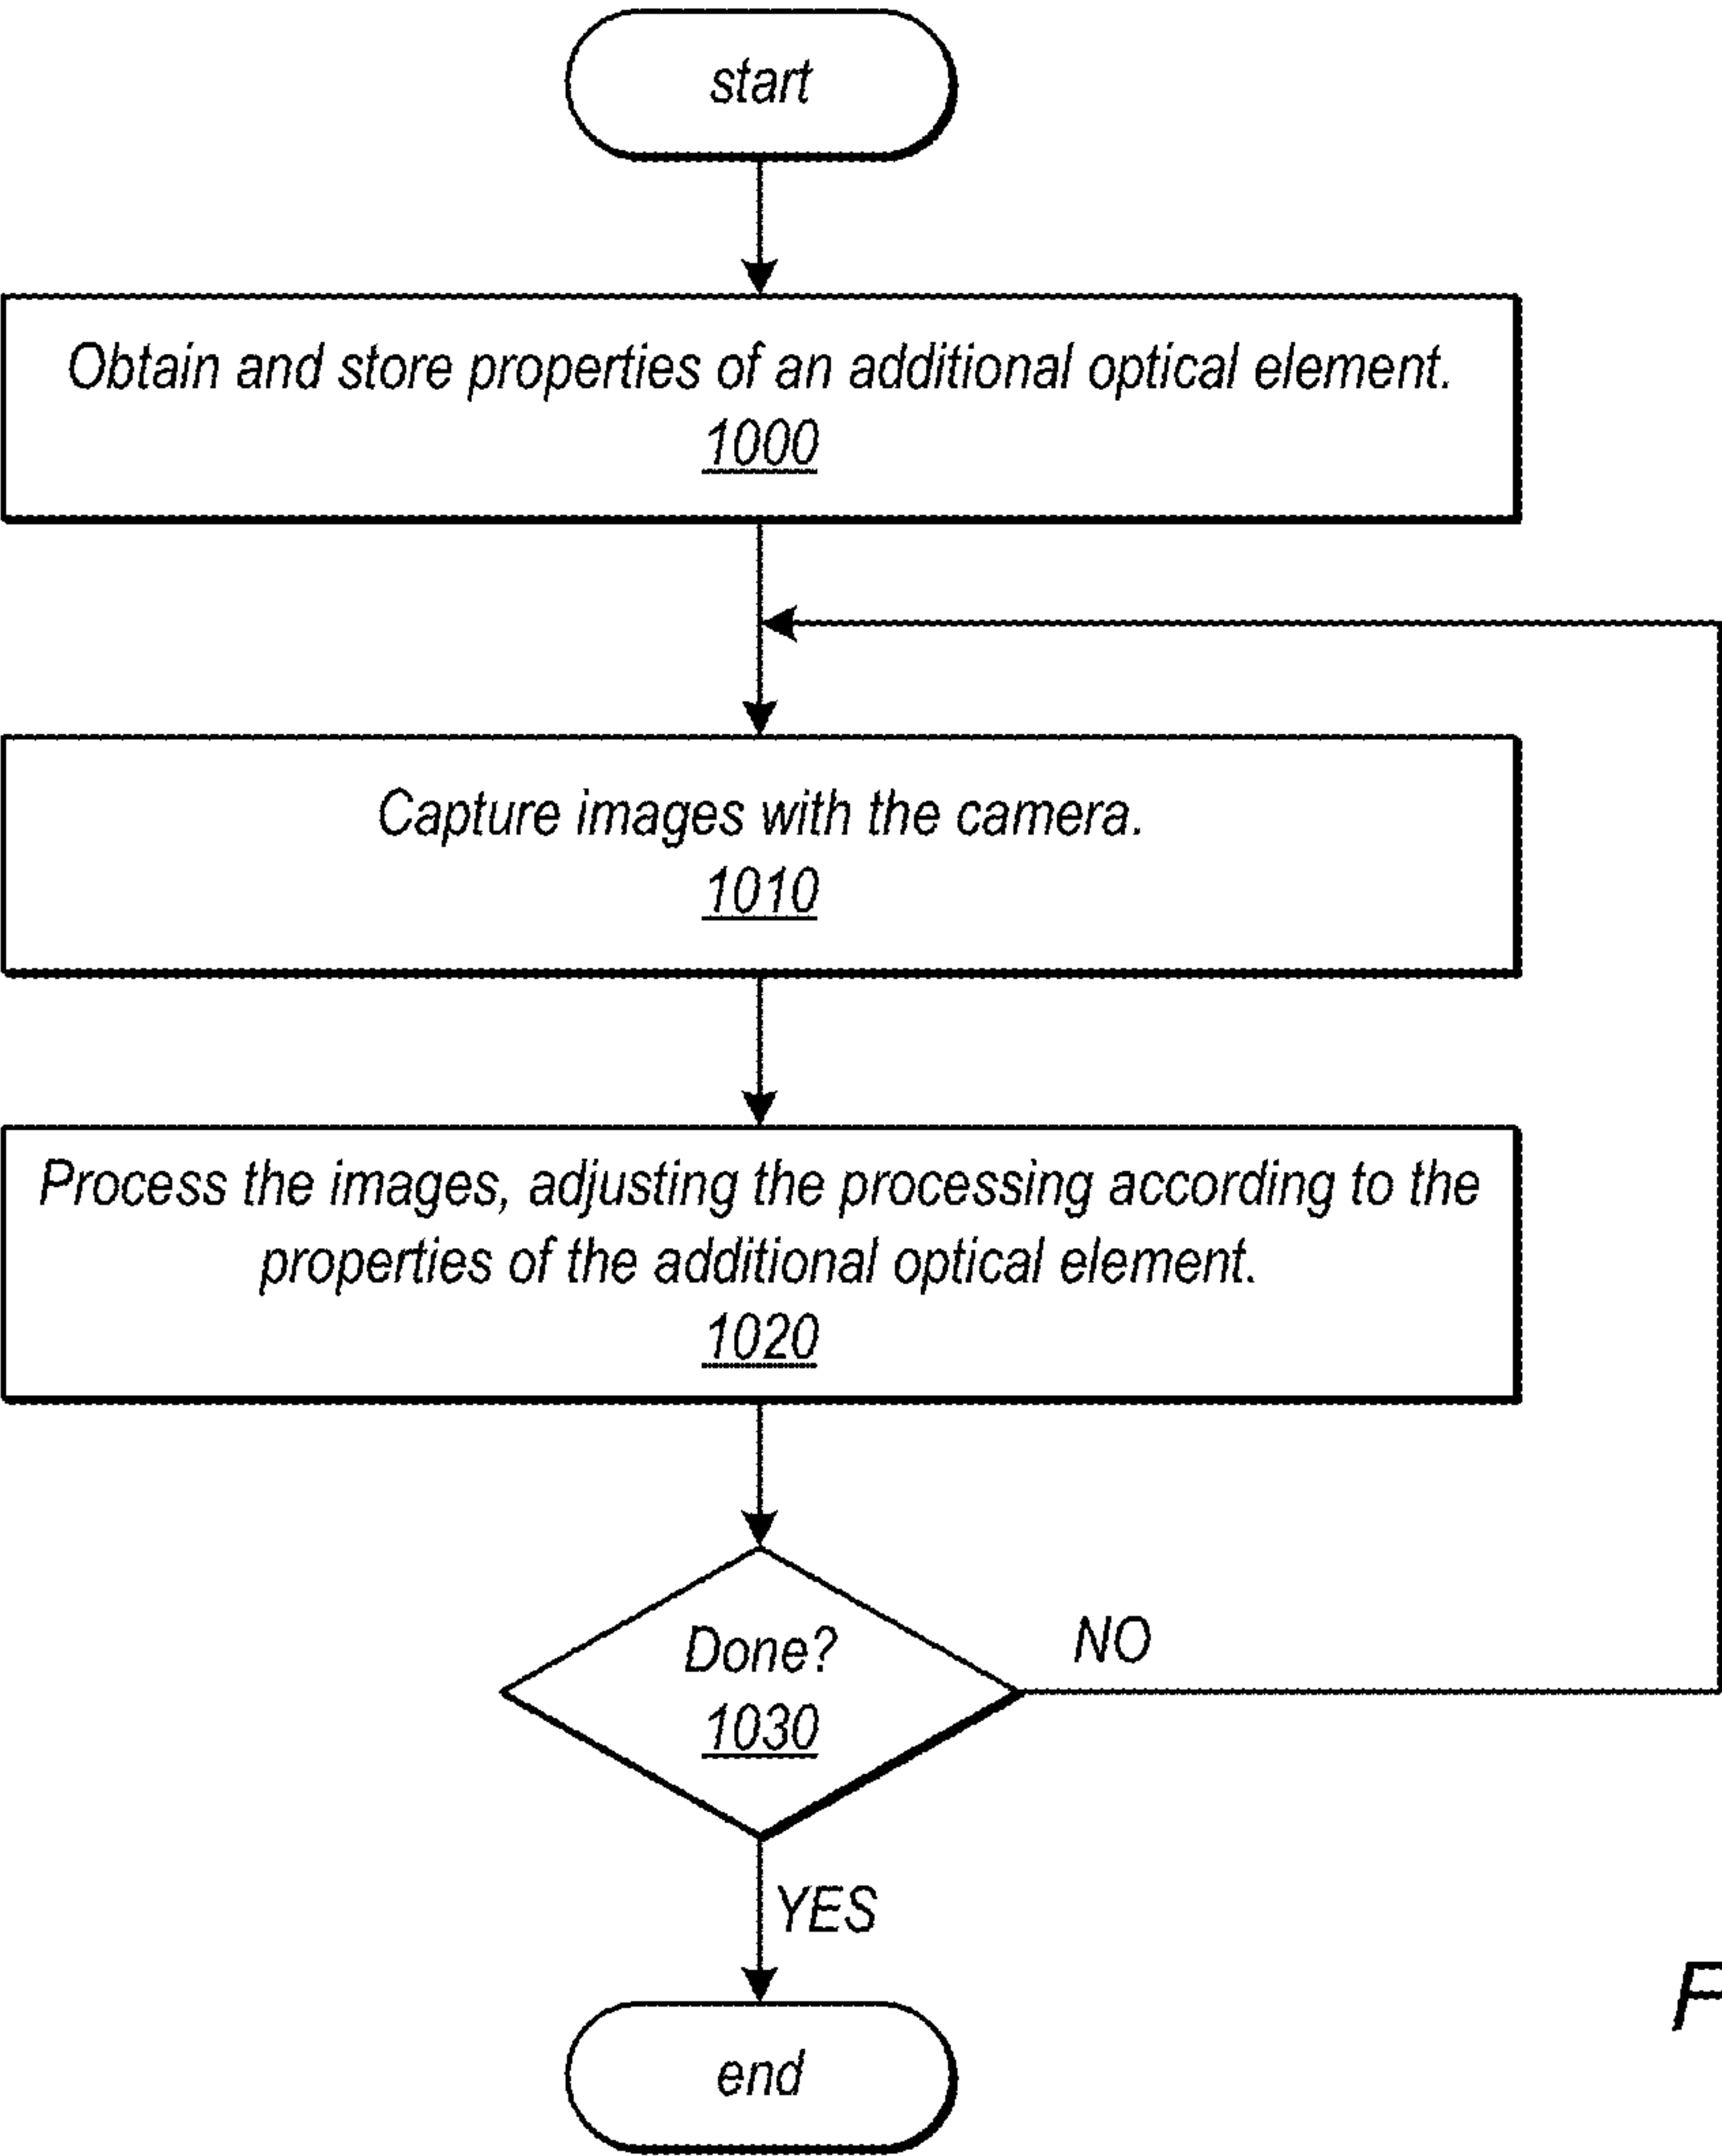 start
Obtain and store properties of an additional optical element.
1000
Capture images with the camera.
1010
Process the images, adjusting the processing according to the
properties of the additional optical element.
1020
Done?
1030
NO
YES
end